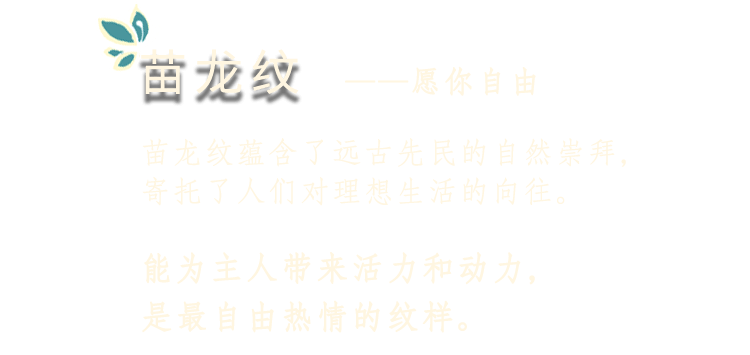 苗龙纹 ——愿你自由
苗龙纹蕴含了远古先民的自然崇拜，
寄托了人们对理想生活的向往。
能为主人带来活力和动力，
是最自由热情的纹样。